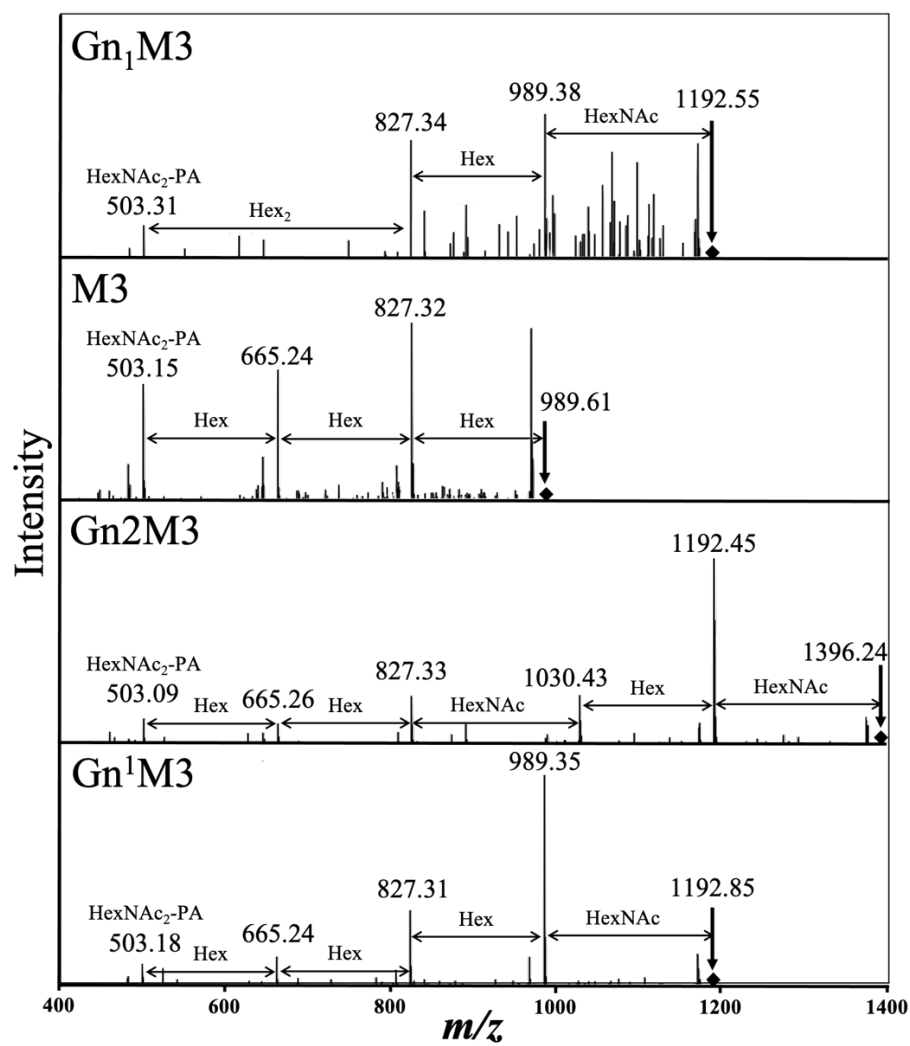 Gn₁M3
989.38
1192.55
HexNAc
827.34
Hex
HexNAc₂-PA
503.31
Hex₂
M3
827.32
HexNAc₂-PA
503.15
665.24
Hex
Hex
Hex
989.61
Gn2M3
1192.45
HexNAc₂-PA
503.09
827.33
1030.43
1396.24
Hex
665.26
Hex
HexNAc
Hex
HexNAc
Gn¹M3
989.35
827.31
1192.85
HexNAc₂-PA
503.18
665.24
Hex
Hex
Hex
HexNAc
Intensity
400
600
800
1000
1200
1400
m/z